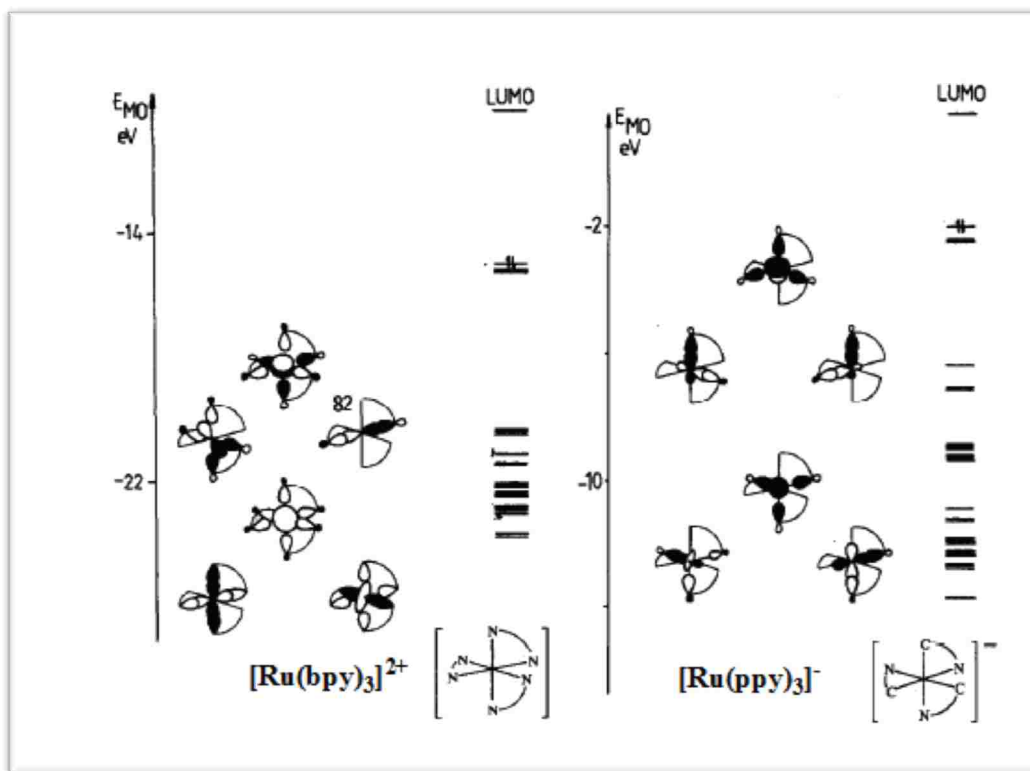 E_MO
eV
LUMO
-14
82
-22
[Ru(bpy)₃]²⁺
N
N
N
N
N
N
E_MO
eV
LUMO
-2
-10
[Ru(ppy)₃]⁻
C
N
N
C
C
N
−